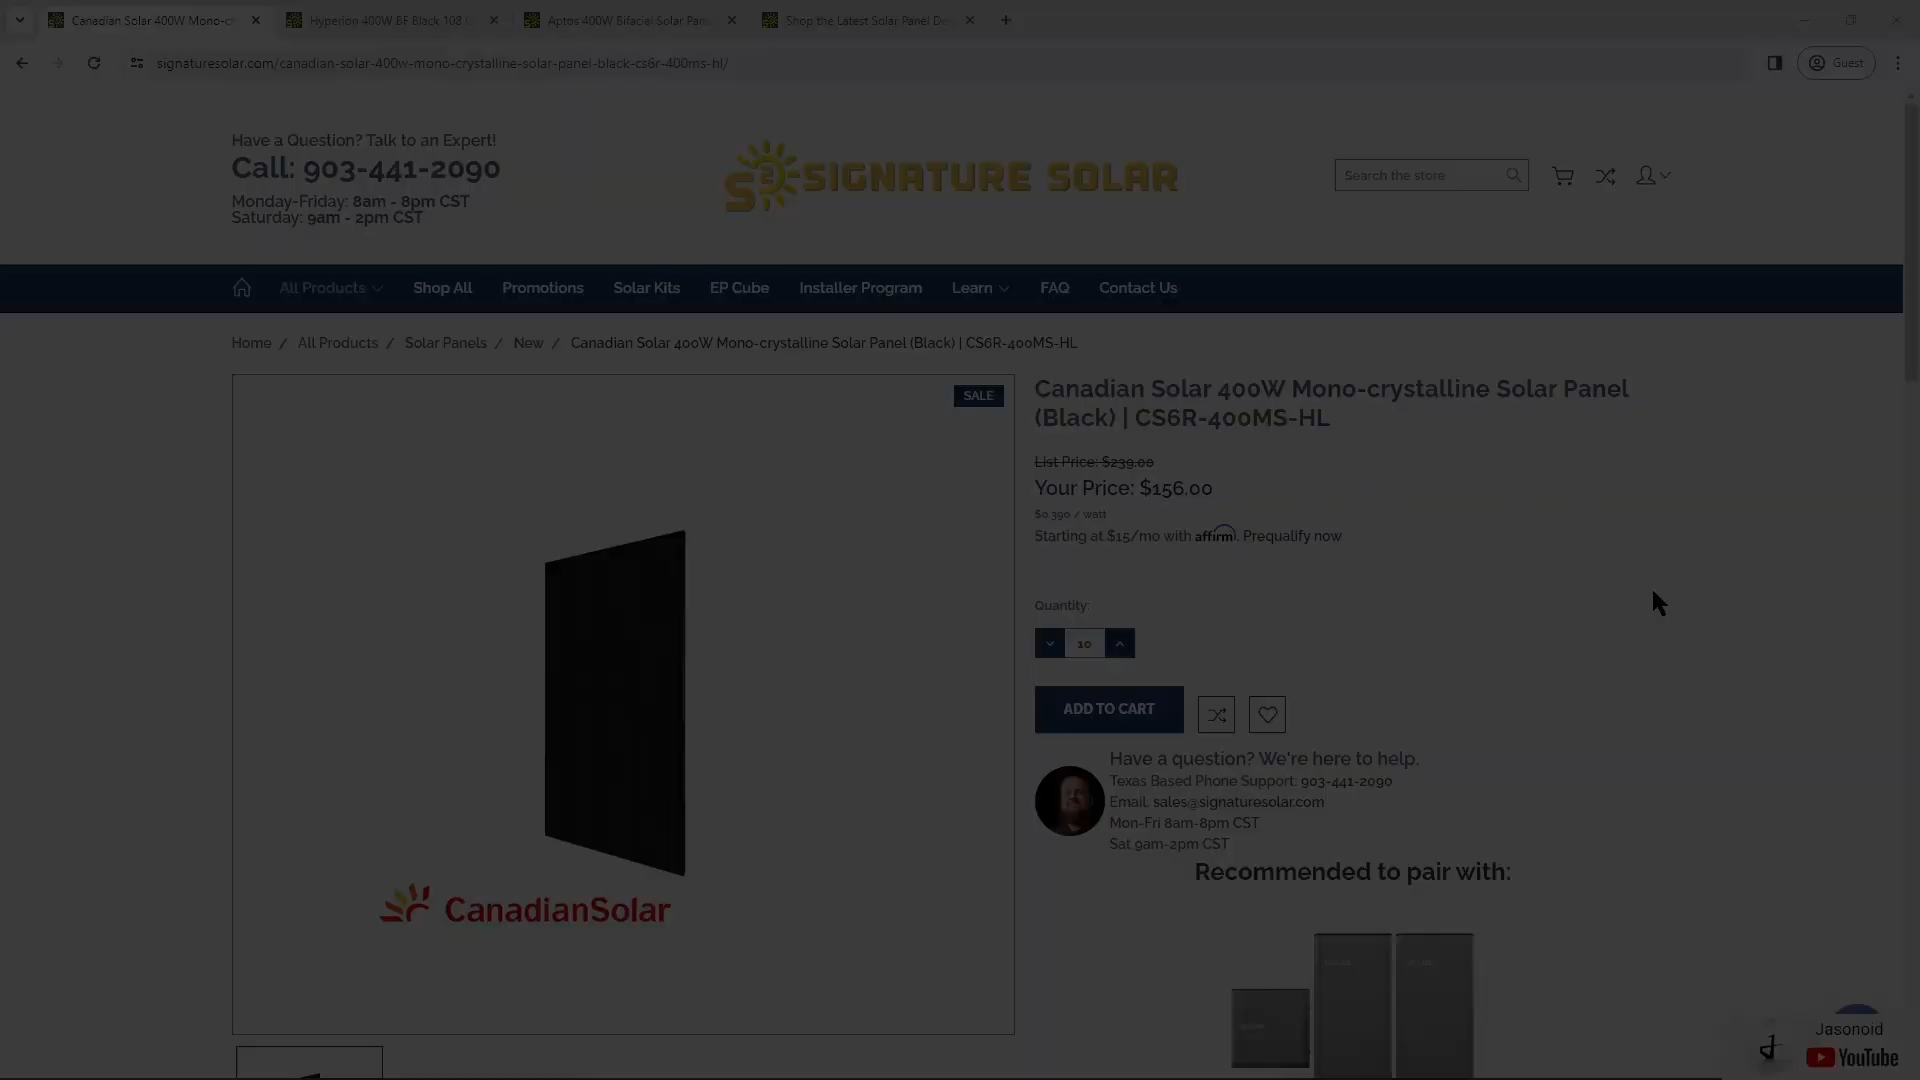 Canadian Solar 400W Mono-cr
Hyperion 400W BF Black 108
Aptos 400W Bifacial Solar Pan
Shop the Latest Solar Panel De
signaturesolar.com/canadian-solar-400w-mono-crystalline-solar-panel-black-cs6r-400ms-hl/
Guest
Have a Question? Talk to an Expert!
Call: 903-441-2090
Monday-Friday: 8am - 8pm CST
Saturday: 9am - 2pm CST
SIGNATURE SOLAR
Search the store
All Products
Shop All
Promotions
Solar Kits
EP Cube
Installer Program
Learn
FAQ
Contact Us
Home / All Products / Solar Panels / New / Canadian Solar 400W Mono-crystalline Solar Panel (Black) | CS6R-400MS-HL
SALE
CanadianSolar
Canadian Solar 400W Mono-crystalline Solar Panel
(Black) | CS6R-400MS-HL
List Price: $239.00
Your Price: $156.00
$0.390 / watt
Starting at $15/mo with affirm. Prequalify now
Quantity:
10
ADD TO CART
Have a question? We're here to help.
Texas Based Phone Support: 903-441-2090
Email: sales@signaturesolar.com
Mon-Fri 8am-8pm CST
Sat 9am-2pm CST
Recommended to pair with:
Jasonoid
YouTube